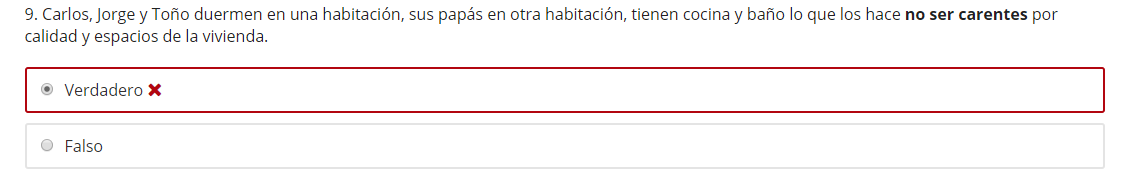 9. Carlos, Jorge y Toño duermen en una habitación, sus papás en otra habitación, tienen cocina y baño lo que los hace no ser carentes por
calidad y espacios de la vivienda.
Verdadero
Falso